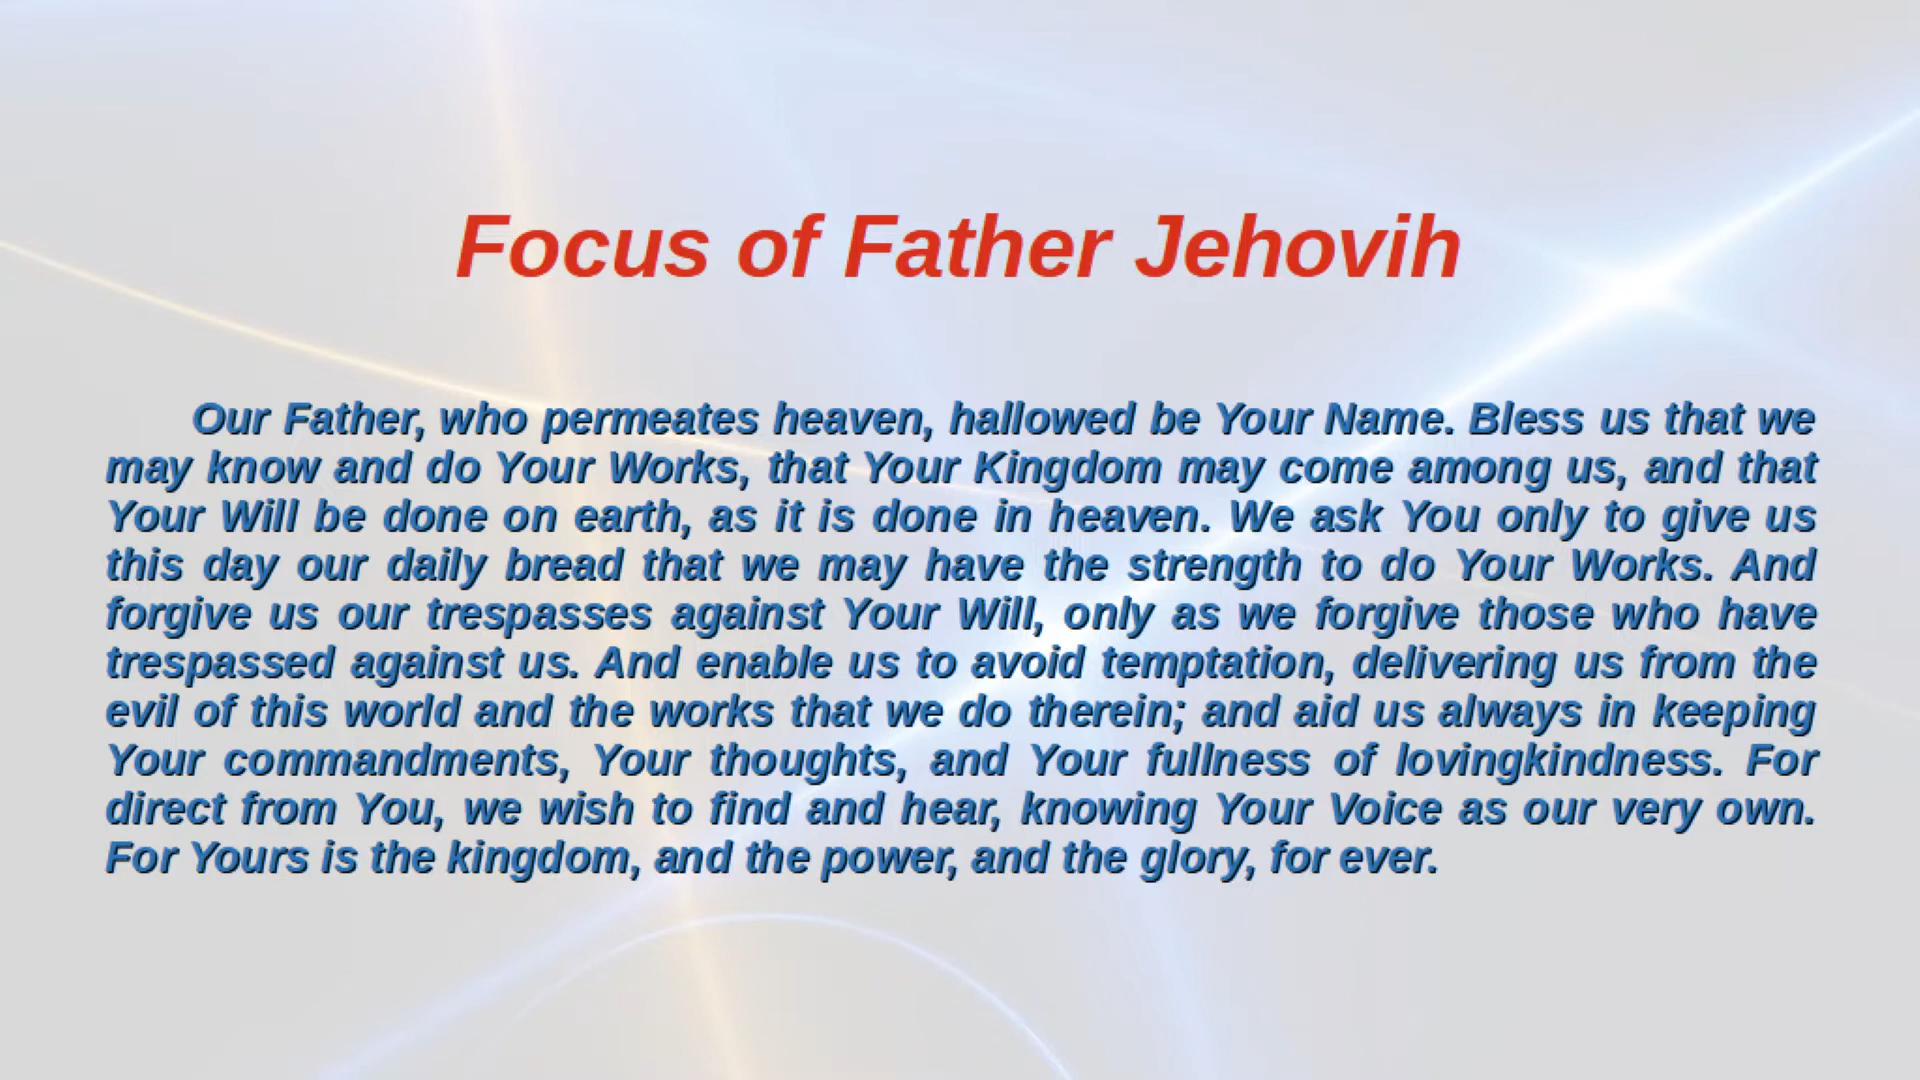 Focus of Father Jehovih
Our Father, who permeates heaven, hallowed be Your Name. Bless us that we
may know and do Your Works, that Your Kingdom may come among us, and that
Your Will be done on earth, as it is done in heaven. We ask You only to give us
this day our daily bread that we may have the strength to do Your Works. And
forgive us our trespasses against Your Will, only as we forgive those who have
trespassed against us. And enable us to avoid temptation, delivering us from the
evil of this world and the works that we do therein; and aid us always in keeping
Your commandments, Your thoughts, and Your fullness of lovingkindness. For
direct from You, we wish to find and hear, knowing Your Voice as our very own.
For Yours is the kingdom, and the power, and the glory, for ever.